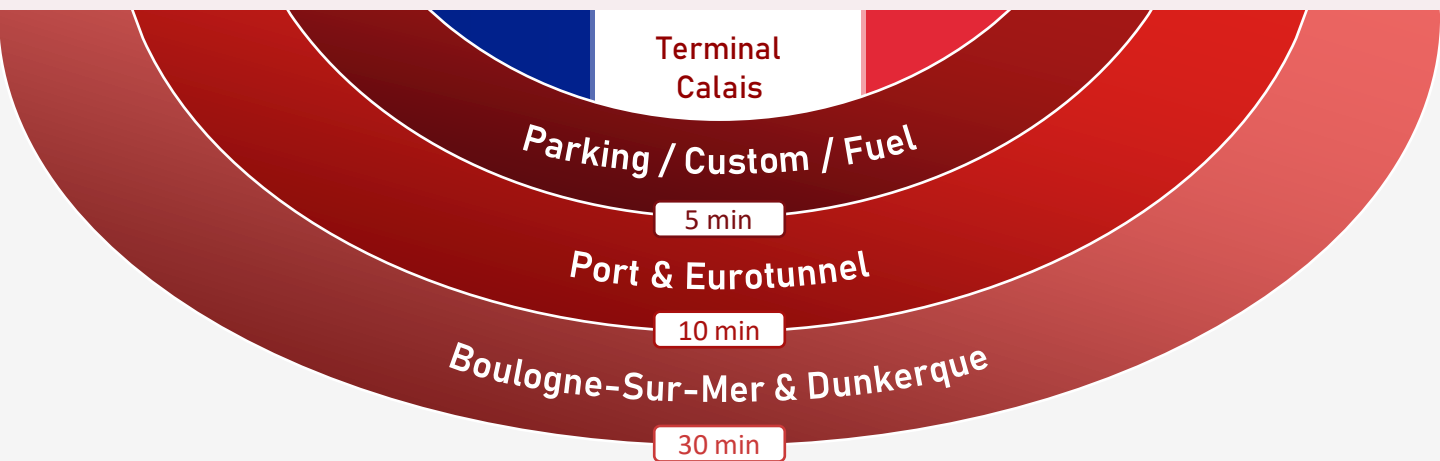 Terminal
Calais
Parking / Custom / Fuel
5 min
Port & Eurotunnel
10 min
Boulogne-Sur-Mer & Dunkerque
30 min